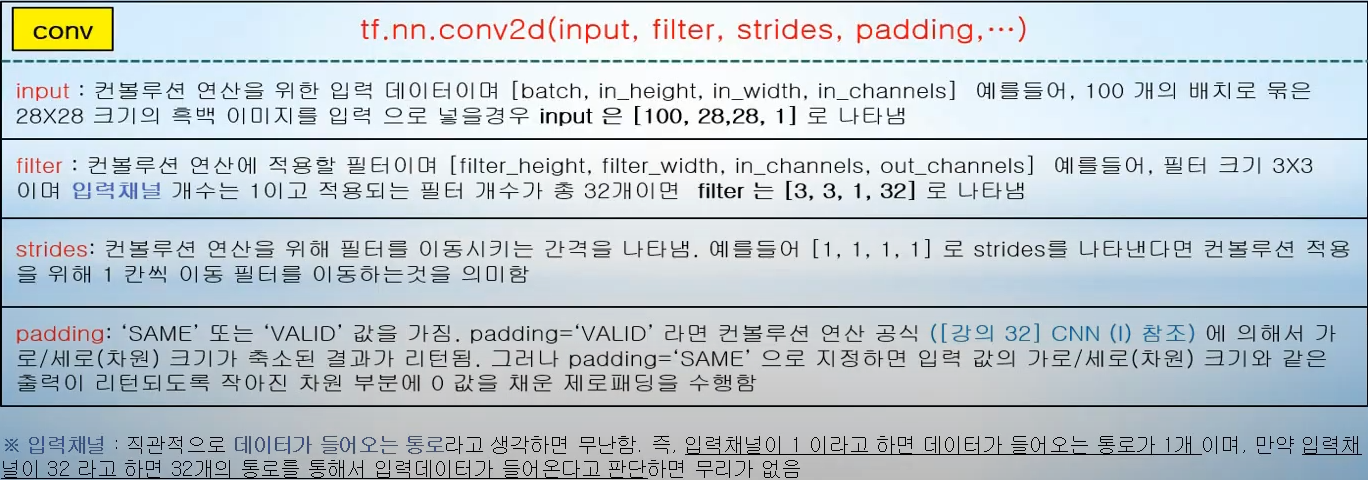 conv
tf.nn.conv2d(input, filter, strides, padding,…)
input : 컨볼루션 연산을 위한 입력 데이터이며 [batch, in_height, in_width, in_channels] 예를들어, 100 개의 배치로 묶은
28X28 크기의 흑백 이미지를 입력 으로 넣을경우 input 은 [100, 28,28, 1] 로 나타냄
filter : 컨볼루션 연산에 적용할 필터이며 [filter_height, filter_width, in_channels, out_channels] 예를들어, 필터 크기 3X3
이며 입력채널 개수는 1이고 적용되는 필터 개수가 총 32개이면 filter 는 [3, 3, 1, 32] 로 나타냄
strides: 컨볼루션 연산을 위해 필터를 이동시키는 간격을 나타냄. 예를들어 [1, 1, 1, 1] 로 strides를 나타낸다면 컨볼루션 적용
을 위해 1 칸씩 이동 필터를 이동하는것을 의미함
padding: ‘SAME’ 또는 ‘VALID’ 값을 가짐. padding=‘VALID’ 라면 컨볼루션 연산 공식 ([강의 32] CNN (I) 참조) 에 의해서 가
로/세로(차원) 크기가 축소된 결과가 리턴됨. 그러나 padding=‘SAME’ 으로 지정하면 입력 값의 가로/세로(차원) 크기와 같은
출력이 리턴되도록 작아진 차원 부분에 0 값을 채운 제로패딩을 수행함
※ 입력채널 : 직관적으로 데이터가 들어오는 통로라고 생각하면 무난함. 즉, 입력채널이 1 이라고 하면 데이터가 들어오는 통로가 1개 이며, 만약 입력채
널이 32 라고 하면 32개의 통로를 통해서 입력데이터가 들어온다고 판단하면 무리가 없음